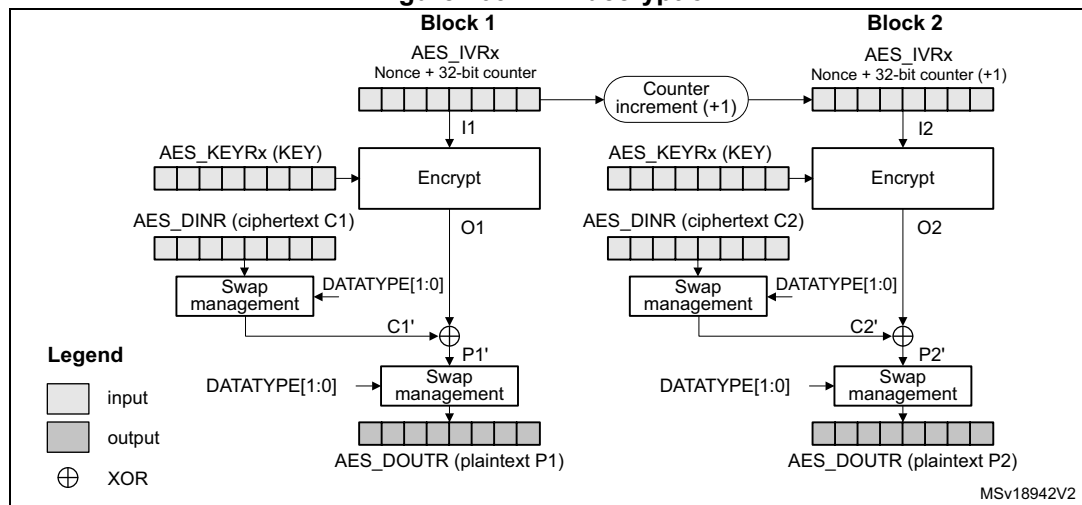 Block 1
Block 2
AES_IVRx
Nonce + 32-bit counter
Counter
increment (+1)
AES_IVRx
Nonce + 32-bit counter (+1)
I1
I2
AES_KEYRx (KEY)
Encrypt
AES_KEYRx (KEY)
Encrypt
AES_DINR (ciphertext C1)
O1
AES_DINR (ciphertext C2)
O2
Swap
management
DATATYPE[1:0]
Swap
management
DATATYPE[1:0]
C1'
C2'
P1'
P2'
DATATYPE[1:0]
Swap
management
DATATYPE[1:0]
Swap
management
AES_DOUTR (plaintext P1)
AES_DOUTR (plaintext P2)
Legend
input
output
XOR
MSv18942V2